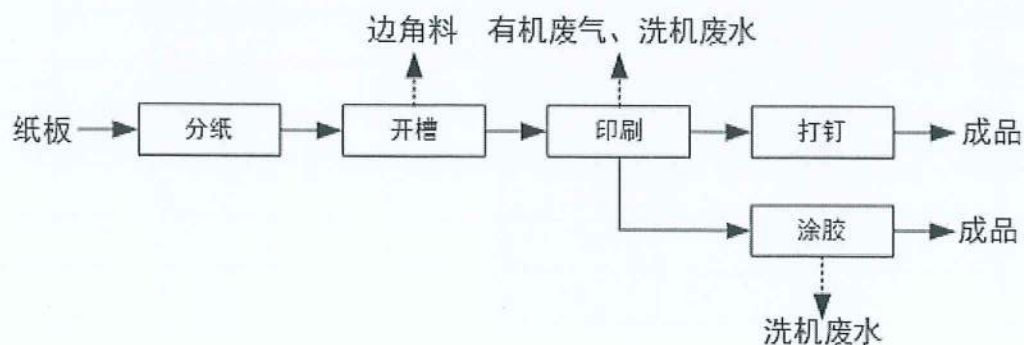 边角料 有机废气、洗机废水
纸板 分纸 开槽 印刷 打钉 成品
涂胶 成品
洗机废水